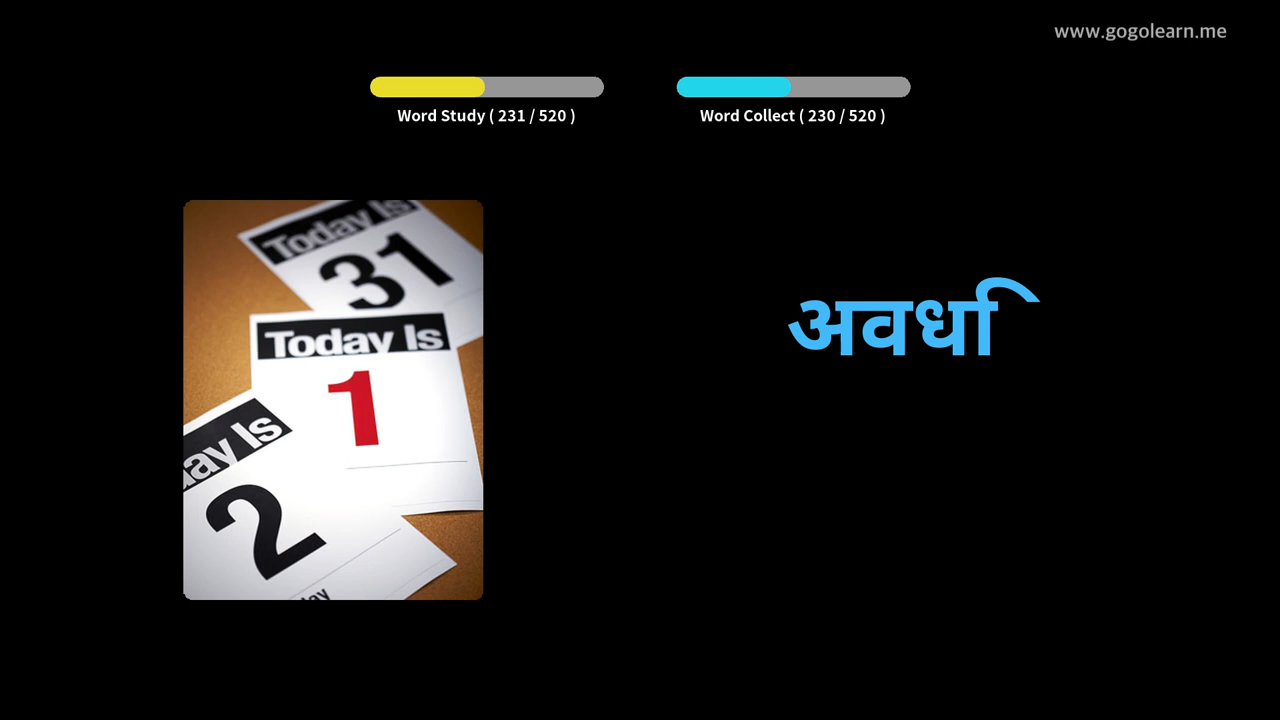 www.gogolearn.me
Word Study ( 231 / 520 )
Word Collect ( 230 / 520 )
Today Is
31
Today Is
1
ay Is
2
अवधि